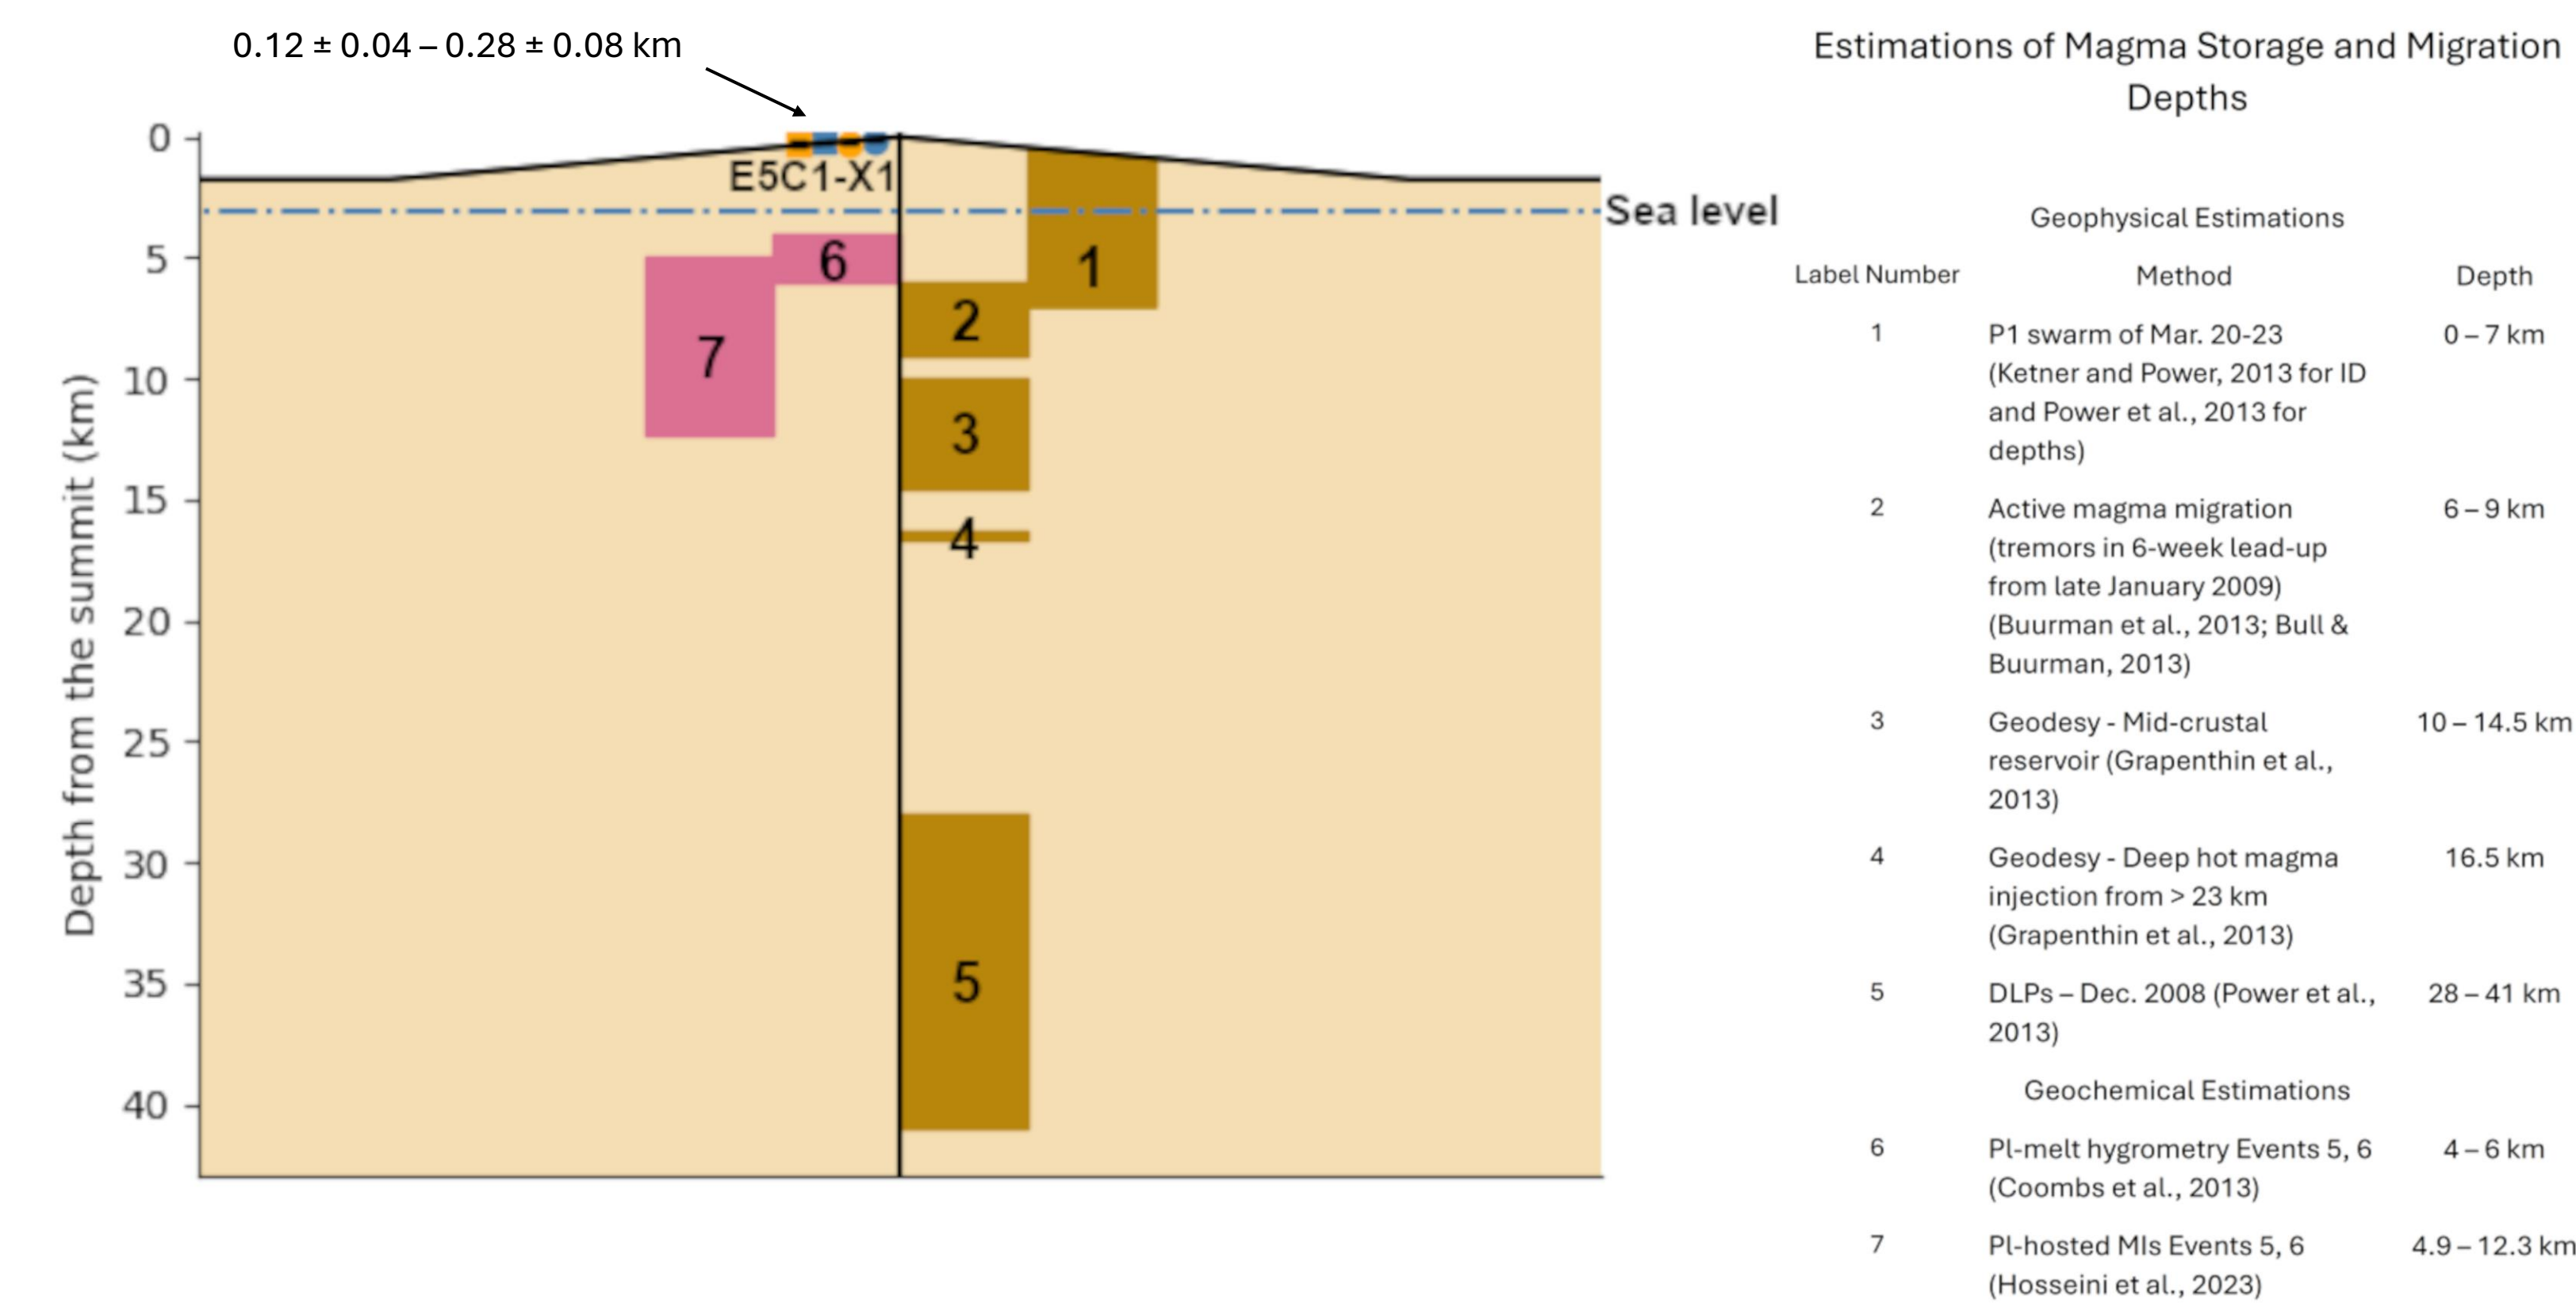 0.12 ± 0.04 – 0.28 ± 0.08 km
0
5
10
15
20
25
30
35
40
Depth from the summit (km)
E5C1-X1
Sea level
1
2
3
4
5
6
7
Estimations of Magma Storage and Migration
Depths
Geophysical Estimations
Label Number Method Depth
1 P1 swarm of Mar. 20-23 0 – 7 km
(Ketner and Power, 2013 for ID
and Power et al., 2013 for
depths)
2 Active magma migration 6 – 9 km
(tremors in 6-week lead-up
from late January 2009)
(Buurman et al., 2013; Bull &
Buurman, 2013)
3 Geodesy - Mid-crustal 10 – 14.5 km
reservoir (Grapenthin et al.,
2013)
4 Geodesy - Deep hot magma 16.5 km
injection from > 23 km
(Grapenthin et al., 2013)
5 DLPs – Dec. 2008 (Power et al., 28 – 41 km
2013)
Geochemical Estimations
6 Pl-melt hygrometry Events 5, 6 4 – 6 km
(Coombs et al., 2013)
7 Pl-hosted MIs Events 5, 6 4.9 – 12.3 km
(Hosseini et al., 2023)